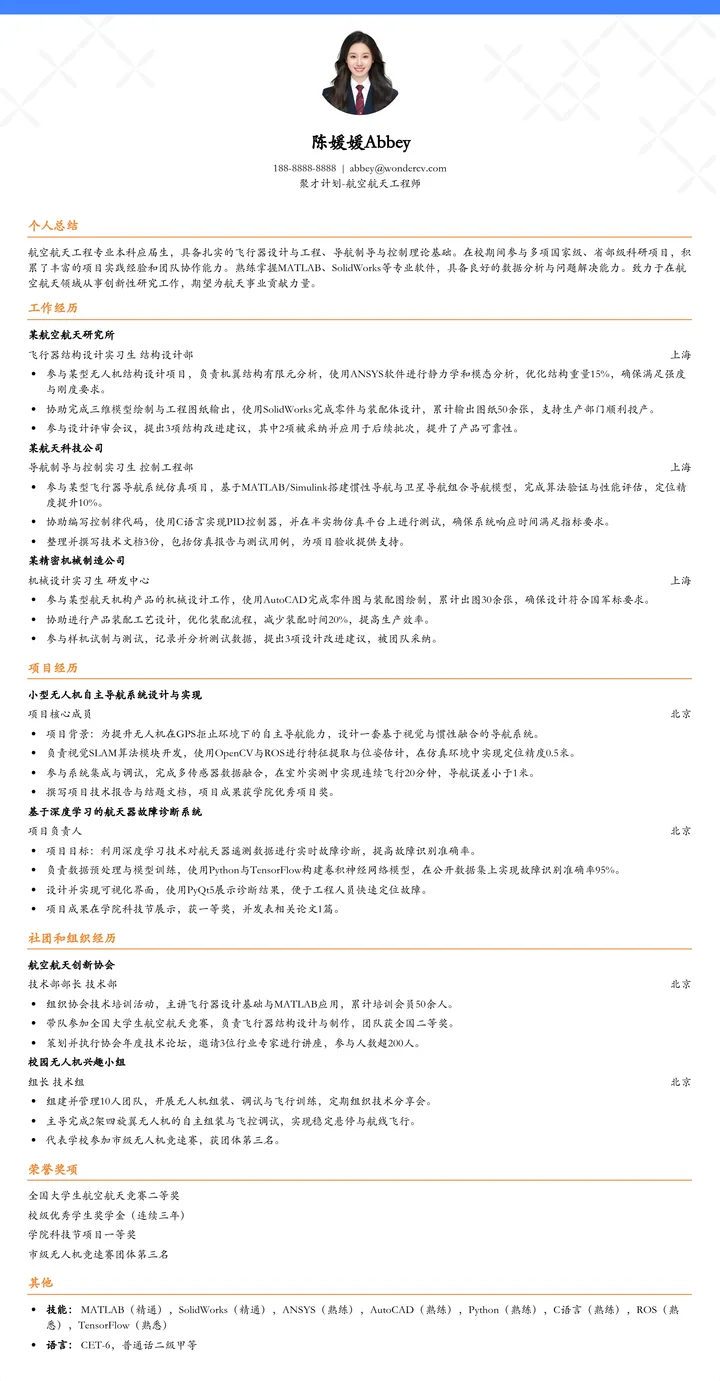 陈媛媛Abbey
188-8888-8888 | abbey@wondercv.com
聚才计划-航空航天工程师
个人总结
航空航天工程专业本科应届生，具备扎实的飞行器设计与工程、导航制导与控制理论基础。在校期间参与多项国家级、省部级科研项目，积
累了丰富的项目实践经验和团队协作能力。熟练掌握MATLAB、SolidWorks等专业软件，具备良好的数据分析与问题解决能力。致力于在航
空航天领域从事创新性研究工作，期望为航天事业贡献力量。
工作经历
某航空航天研究所
飞行器结构设计实习生 结构设计部 上海
• 参与某型无人机结构设计项目，负责机翼结构有限元分析，使用ANSYS软件进行静力学和模态分析，优化结构重量15%，确保满足强度
与刚度要求。
• 协助完成三维模型绘制与工程图纸输出，使用SolidWorks完成零件与装配体设计，累计输出图纸50余张，支持生产部门顺利投产。
• 参与设计评审会议，提出3项结构改进建议，其中2项被采纳并应用于后续批次，提升了产品可靠性。
某航天科技公司
导航制导与控制实习生 控制工程部 上海
• 参与某型飞行器导航系统仿真项目，基于MATLAB/Simulink搭建惯性导航与卫星导航组合导航模型，完成算法验证与性能评估，定位精
度提升10%。
• 协助编写控制律代码，使用C语言实现PID控制器，并在半实物仿真平台上进行测试，确保系统响应时间满足指标要求。
• 整理并撰写技术文档3份，包括仿真报告与测试用例，为项目验收提供支持。
某精密机械制造公司
机械设计实习生 研发中心 上海
• 参与某型航天机构产品的机械设计工作，使用AutoCAD完成零件图与装配图绘制，累计出图30余张，确保设计符合国军标要求。
• 协助进行产品装配工艺设计，优化装配流程，减少装配时间20%，提高生产效率。
• 参与样机试制与测试，记录并分析测试数据，提出3项设计改进建议，被团队采纳。
项目经历
小型无人机自主导航系统设计与实现
项目核心成员 北京
• 项目背景：为提升无人机在GPS拒止环境下的自主导航能力，设计一套基于视觉与惯性融合的导航系统。
• 负责视觉SLAM算法模块开发，使用OpenCV与ROS进行特征提取与位姿估计，在仿真环境中实现定位精度0.5米。
• 参与系统集成与调试，完成多传感器数据融合，在室外实测中实现连续飞行20分钟，导航误差小于1米。
• 撰写项目技术报告与结题文档，项目成果获学院优秀项目奖。
基于深度学习的航天器故障诊断系统
项目负责人 北京
• 项目目标：利用深度学习技术对航天器遥测数据进行实时故障诊断，提高故障识别准确率。
• 负责数据预处理与模型训练，使用Python与TensorFlow构建卷积神经网络模型，在公开数据集上实现故障识别准确率95%。
• 设计并实现可视化界面，使用PyQt5展示诊断结果，便于工程人员快速定位故障。
• 项目成果在学院科技节展示，获一等奖，并发表相关论文1篇。
社团和组织经历
航空航天创新协会
技术部部长 技术部 北京
• 组织协会技术培训活动，主讲飞行器设计基础与MATLAB应用，累计培训会员50余人。
• 带队参加全国大学生航空航天竞赛，负责飞行器结构设计与制作，团队获全国二等奖。
• 策划并执行协会年度技术论坛，邀请3位行业专家进行讲座，参与人数超200人。
校园无人机兴趣小组
组长 技术组 北京
• 组建并管理10人团队，开展无人机组装、调试与飞行训练，定期组织技术分享会。
• 主导完成2架四旋翼无人机的自主组装与飞控调试，实现稳定悬停与航线飞行。
• 代表学校参加市级无人机竞速赛，获团体第三名。
荣誉奖项
全国大学生航空航天竞赛二等奖
校级优秀学生奖学金（连续三年）
学院科技节项目一等奖
市级无人机竞速赛团体第三名
其他
• 技能： MATLAB（精通）, SolidWorks（精通）, ANSYS（熟练）, AutoCAD（熟练）, Python（熟练）, C语言（熟练）, ROS（熟
悉）, TensorFlow（熟悉）
• 语言： CET-6，普通话二级甲等